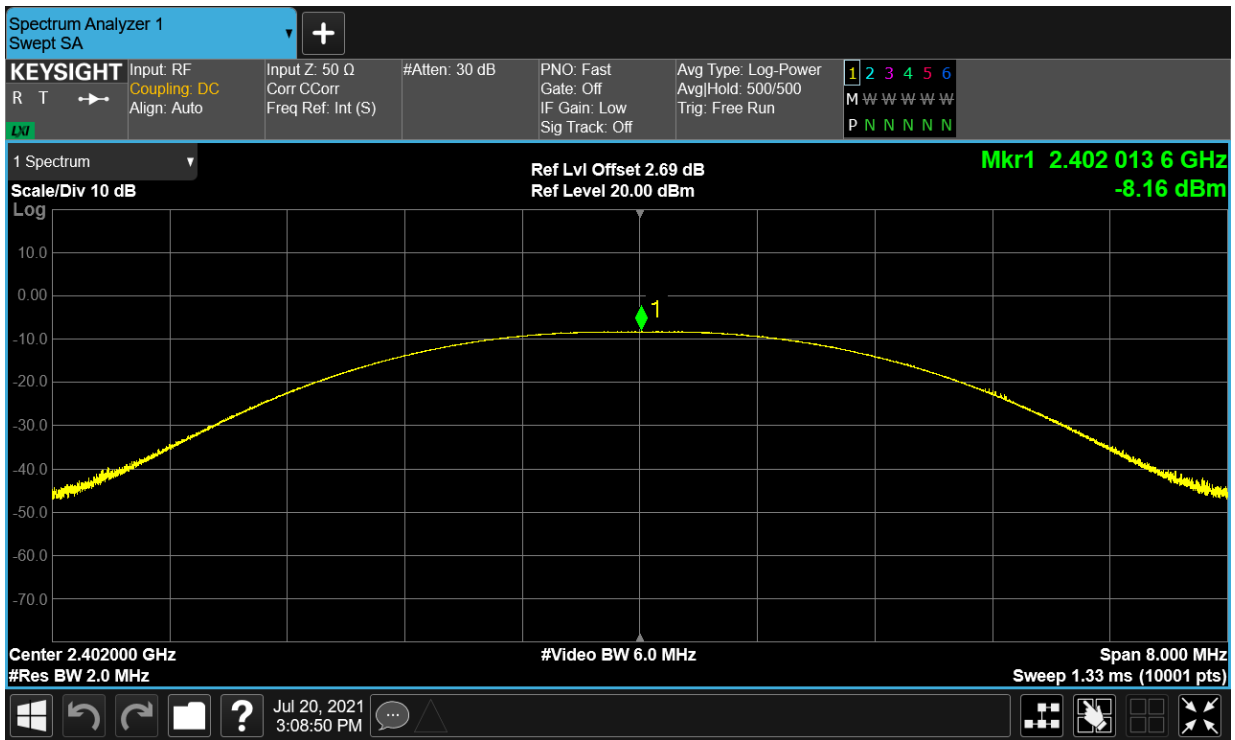 Spectrum Analyzer 1
Swept SA
KEYSIGHT
R T
LXI
Input: RF
Coupling: DC
Align: Auto
Input Z: 50 Ω
Corr CCorr
Freq Ref: Int (S)
#Atten: 30 dB
PNO: Fast
Gate: Off
IF Gain: Low
Sig Track: Off
Avg Type: Log-Power
Avg|Hold: 500/500
Trig: Free Run
1 2 3 4 5 6
M W W W W W
P N N N N N
1 Spectrum
Scale/Div 10 dB
Log
Ref Lvl Offset 2.69 dB
Ref Level 20.00 dBm
Mkr1 2.402 013 6 GHz
-8.16 dBm
10.0
0.00
1
-10.0
-20.0
-30.0
-40.0
-50.0
-60.0
-70.0
Center 2.402000 GHz
#Res BW 2.0 MHz
#Video BW 6.0 MHz
Span 8.000 MHz
Sweep 1.33 ms (10001 pts)
?
Jul 20, 2021
3:08:50 PM